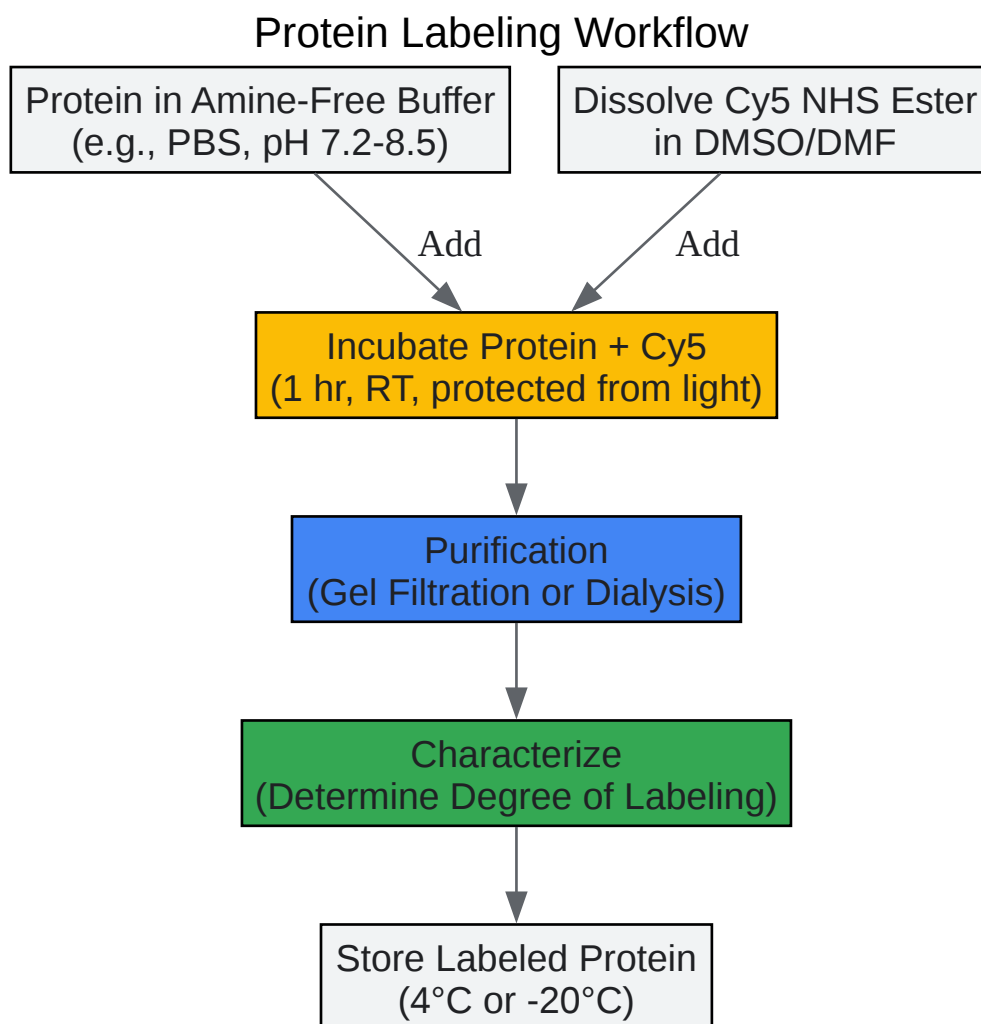 Protein Labeling Workflow
Protein in Amine-Free Buffer
(e.g., PBS, pH 7.2-8.5)
Dissolve Cy5 NHS Ester
in DMSO/DMF
Add
Add
Incubate Protein + Cy5
(1 hr, RT, protected from light)
Purification
(Gel Filtration or Dialysis)
Characterize
(Determine Degree of Labeling)
Store Labeled Protein
(4°C or -20°C)